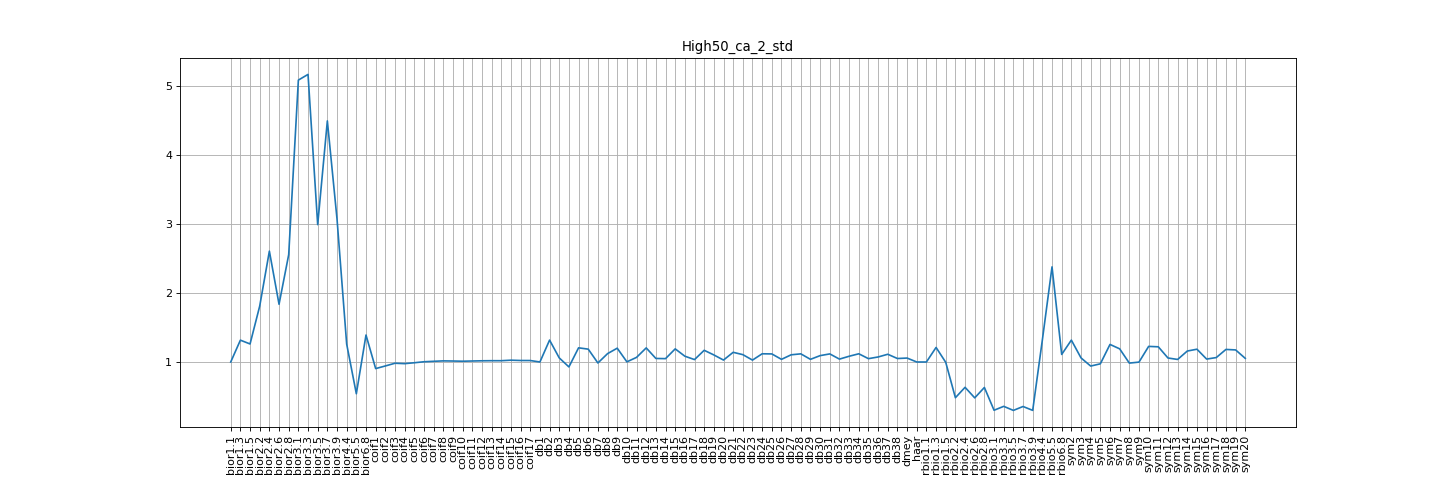 High50_ca_2_std
5
4
3
2
1
bior1.1
bior1.3
bior1.5
bior2.2
bior2.4
bior2.6
bior2.8
bior3.1
bior3.3
bior3.5
bior3.7
bior3.9
bior4.4
bior5.5
bior6.8
coif1
coif2
coif3
coif4
coif5
coif6
coif7
coif8
coif9
coif10
coif11
coif12
coif13
coif14
coif15
coif16
coif17
db1
db2
db3
db4
db5
db6
db7
db8
db9
db10
db11
db12
db13
db14
db15
db16
db17
db18
db19
db20
db21
db22
db23
db24
db25
db26
db27
db28
db29
db30
db31
db32
db33
db34
db35
db36
db37
db38
dmey
haar
rbio1.1
rbio1.3
rbio1.5
rbio2.2
rbio2.4
rbio2.6
rbio2.8
rbio3.1
rbio3.3
rbio3.5
rbio3.7
rbio3.9
rbio4.4
rbio5.5
rbio6.8
sym2
sym3
sym4
sym5
sym6
sym7
sym8
sym9
sym10
sym11
sym12
sym13
sym14
sym15
sym16
sym17
sym18
sym19
sym20